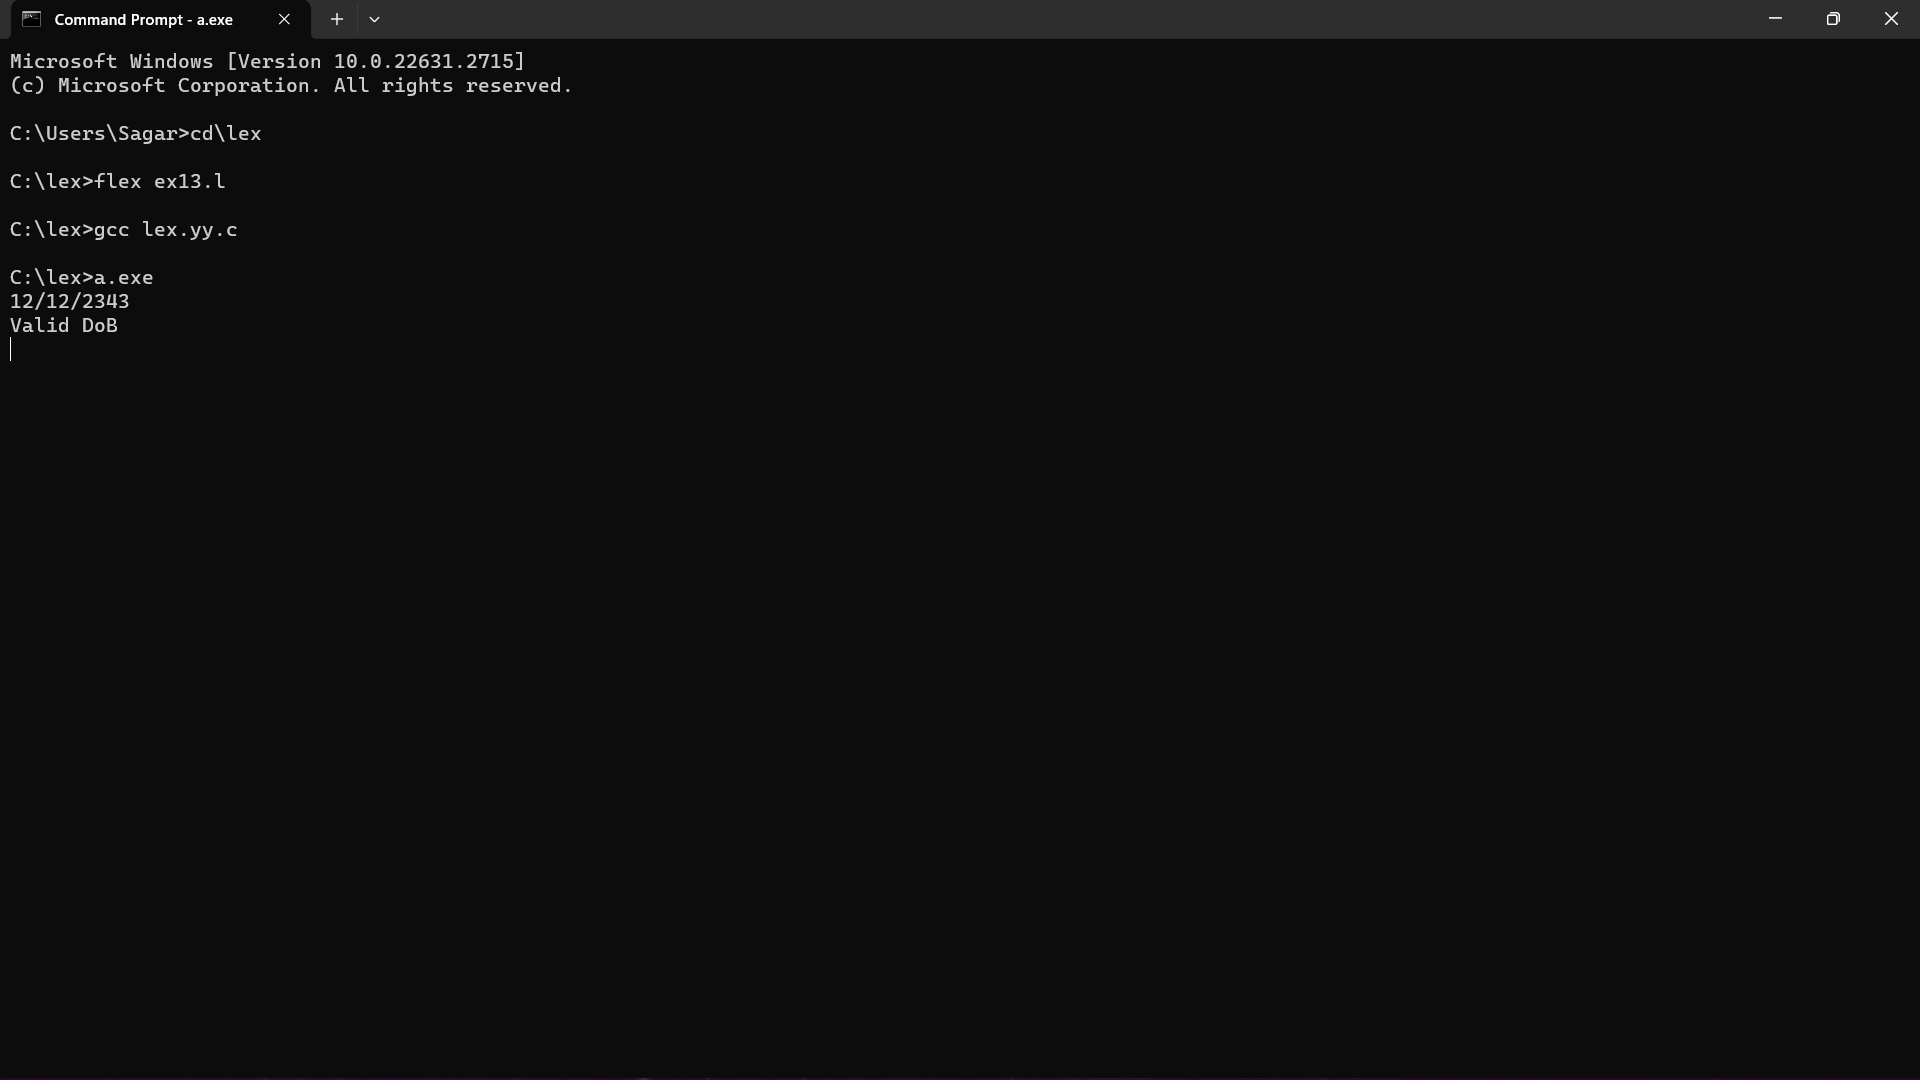 Command Prompt - a.exe
Microsoft Windows [Version 10.0.22631.2715]
(c) Microsoft Corporation. All rights reserved.
C:\Users\Sagar>cd\lex
C:\lex>flex ex13.l
C:\lex>gcc lex.yy.c
C:\lex>a.exe
12/12/2343
Valid DoB